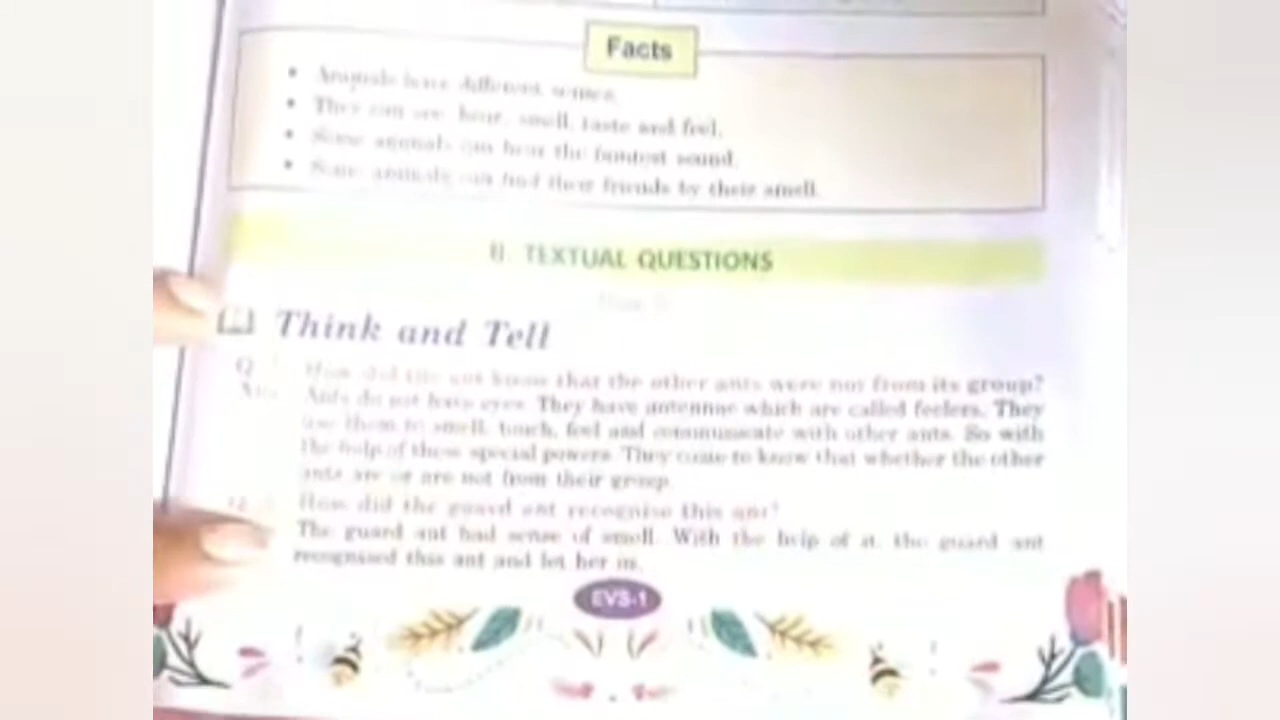 Facts
• Animals have different senses.
• They can see, hear, smell, taste and feel.
• Some animals can hear the faintest sound.
• Some animals can find their friends by their smell.
II. TEXTUAL QUESTIONS
Think and Tell
Q. How did the ant know that the other ants were not from its group?
Ans. Ants do not have eyes. They have antennae which are called feelers. They
use them to smell, touch, feel and communicate with other ants. So with
the help of these special powers. They come to know that whether the other
ants are or are not from their group.
How did the guard ant recognise this ant?
The guard ant had sense of smell. With the help of it, the guard ant
recognised this ant and let her in.
EVS-1